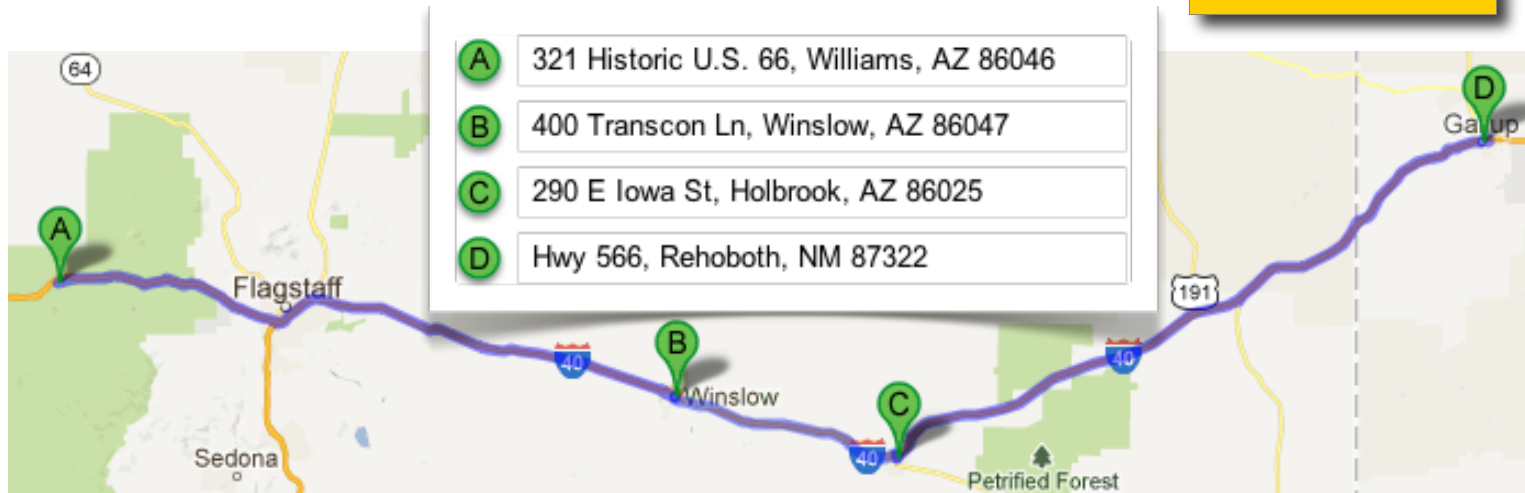 A 321 Historic U.S. 66, Williams, AZ 86046
B 400 Transcon Ln, Winslow, AZ 86047
C 290 E Iowa St, Holbrook, AZ 86025
D Hwy 566, Rehoboth, NM 87322
64
D
Gallup
A
Flagstaff
191
B
40
40
Winslow
C
40
Sedona
Petrified Forest